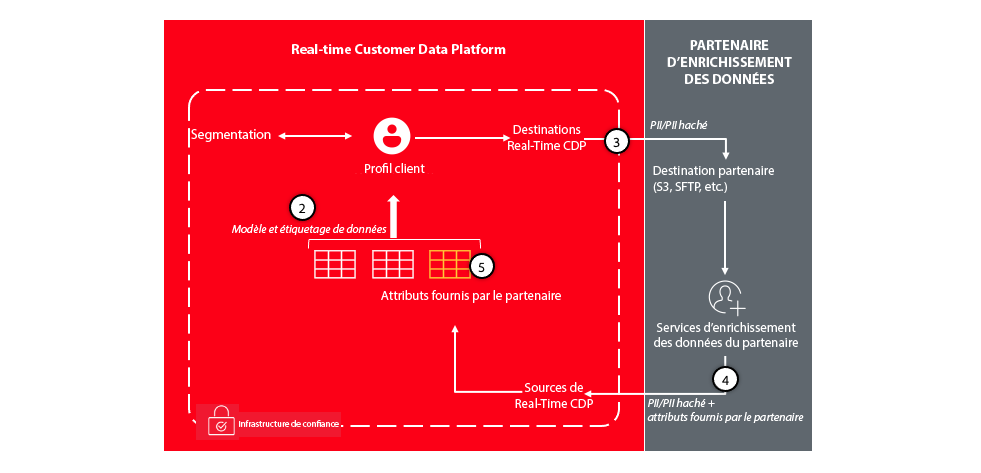 Real-time Customer Data Platform
PARTENAIRE
D'ENRICHISSEMENT
DES DONNÉES
Segmentation
Profil client
Destinations
Real-Time CDP
3
PII/PII haché
Destination partenaire
(S3, SFTP, etc.)
2
Modèle et étiquetage de données
5
Attributs fournis par le partenaire
Services d'enrichissement
des données du partenaire
4
Sources de
Real-Time CDP
PII/PII haché +
attributs fournis par le partenaire
Infrastructure de confiance